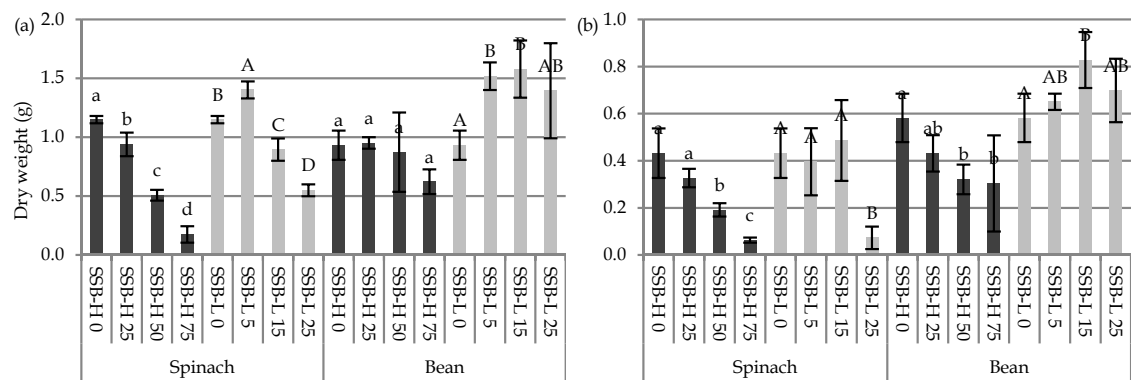 (a)
Dry weight (g)
2.0
1.5
1.0
0.5
0.0
a
b
c
d
B
A
C
D
a
a
a
a
A
B
B
AB
SSB-H 0
SSB-H 25
SSB-H 50
SSB-H 75
SSB-L 0
SSB-L 5
SSB-L 15
SSB-L 25
SSB-H 0
SSB-H 25
SSB-H 50
SSB-H 75
SSB-L 0
SSB-L 5
SSB-L 15
SSB-L 25
Spinach
Bean
(b)
1.0
0.8
0.6
0.4
0.2
0.0
a
a
b
c
A
A
A
B
a
ab
b
b
A
AB
B
AB
SSB-H 0
SSB-H 25
SSB-H 50
SSB-H 75
SSB-L 0
SSB-L 5
SSB-L 15
SSB-L 25
SSB-H 0
SSB-H 25
SSB-H 50
SSB-H 75
SSB-L 0
SSB-L 5
SSB-L 15
SSB-L 25
Spinach
Bean